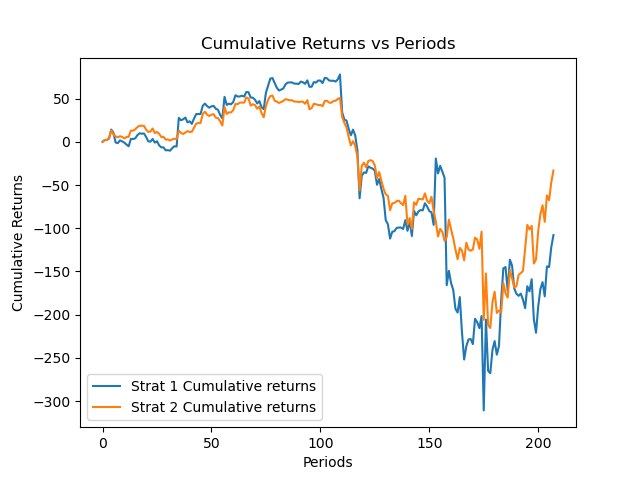 Cumulative Returns vs Periods
Cumulative Returns
50
0
−50
−100
−150
−200
−250
−300
Strat 1 Cumulative returns
Strat 2 Cumulative returns
0 50 100 150 200
Periods